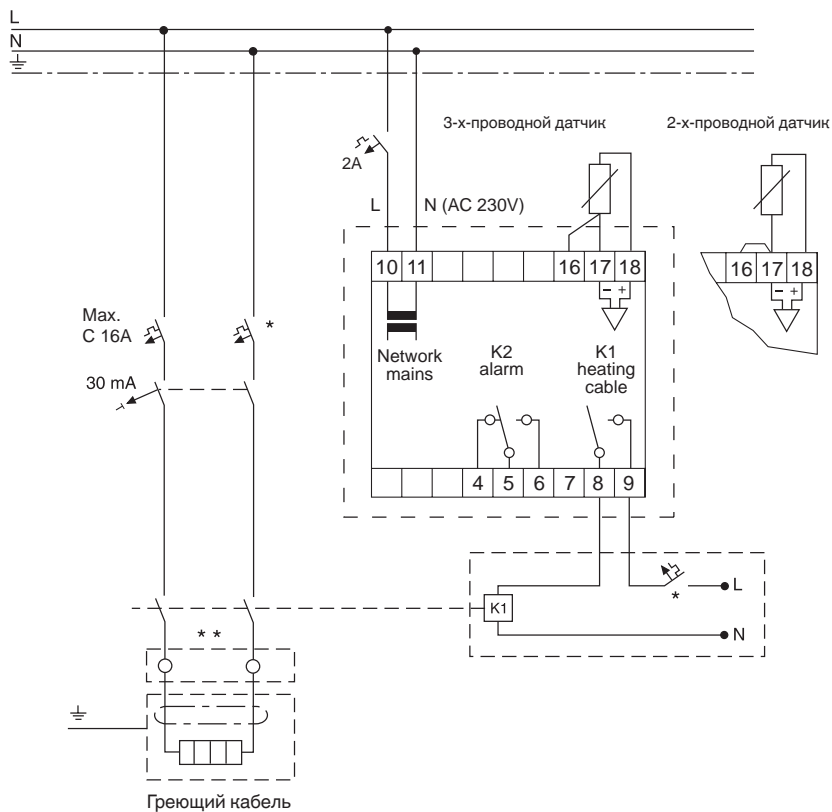 L
N
3-х-проводной датчик
2-х-проводной датчик
2A
L
N (AC 230V)
10 11 16 17 18
16 17 18
- +
- +
Max.
C 16A
*
Network
mains
K2
alarm
K1
heating
cable
30 mA
4 5 6 7 8 9
K1
*
L
N
* *
Греющий кабель